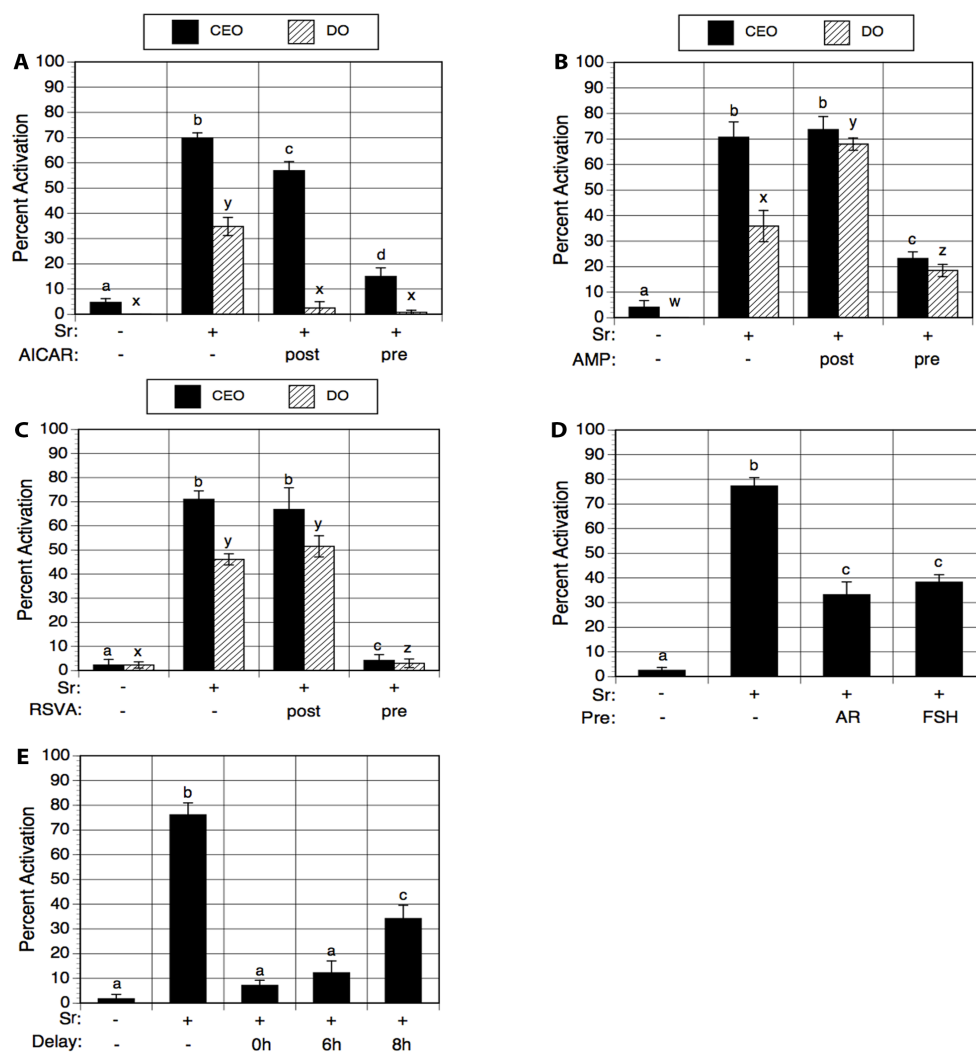 CEO DO
A
100
90
80
70
60
50
40
30
20
10
0
Percent Activation
a x b y c x d x
Sr: - + + +
AICAR: - - post pre
CEO DO
B
100
90
80
70
60
50
40
30
20
10
0
Percent Activation
a w b x b y c z
Sr: - + + +
AMP: - - post pre
CEO DO
C
100
90
80
70
60
50
40
30
20
10
0
Percent Activation
a x b y b y c z
Sr: - + + +
RSVA: - - post pre
D
100
90
80
70
60
50
40
30
20
10
0
Percent Activation
a b c c
Sr: - + + +
Pre: - - AR FSH
E
100
90
80
70
60
50
40
30
20
10
0
Percent Activation
a b a a c
Sr: - + + + +
Delay: - - 0h 6h 8h